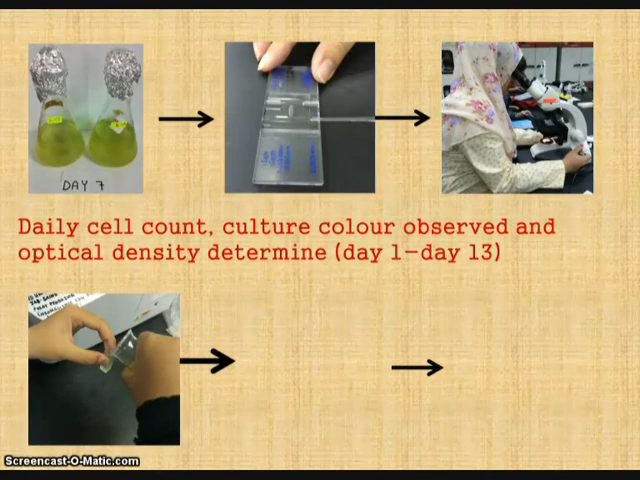 DAY 7
Daily cell count, culture colour observed and
optical density determine (day 1-day 13)
Screencast-O-Matic.com